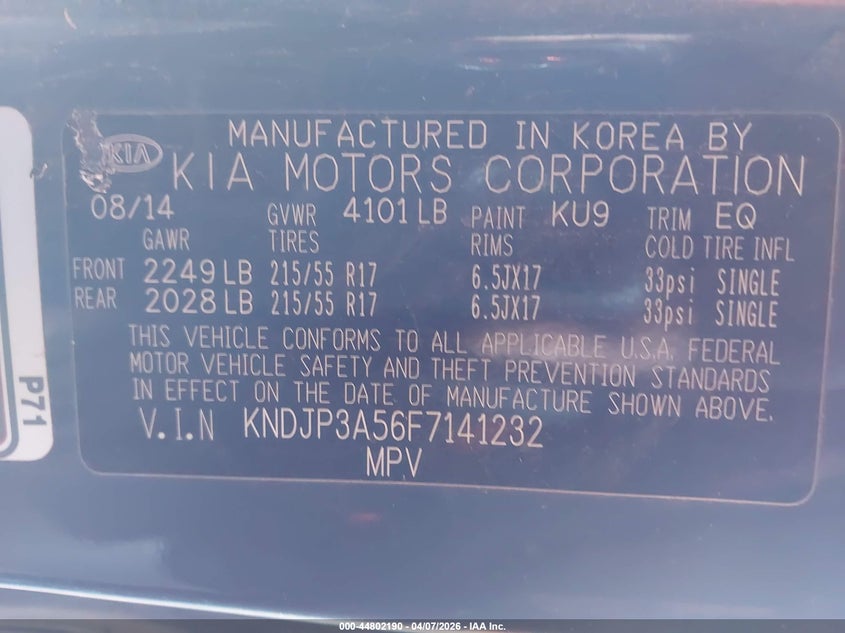 MANUFACTURED IN KOREA BY
KIA KIA MOTORS CORPORATION
08/14 GVWR 4101 LB PAINT KU9 TRIM EQ
GAWR TIRES RIMS COLD TIRE INFL
FRONT 2249 LB 215/55 R17 6.5JX17 33psi SINGLE
REAR 2028 LB 215/55 R17 6.5JX17 33psi SINGLE
THIS VEHICLE CONFORMS TO ALL APPLICABLE U.S.A. FEDERAL
MOTOR VEHICLE SAFETY AND THEFT PREVENTION STANDARDS
IN EFFECT ON THE DATE OF MANUFACTURE SHOWN ABOVE.
V.I.N KNDJP3A56F7141232
MPV
P71
000-44802190 - 04/07/2026 - IAA Inc.